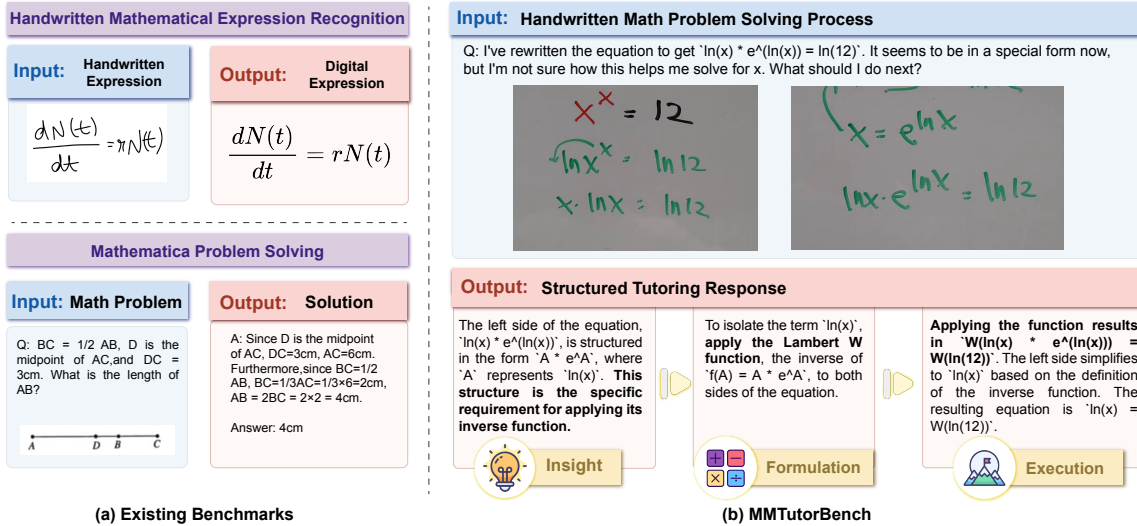 Handwritten Mathematical Expression Recognition
Input: Handwritten
Expression
Output: Digital
Expression
dN(t)
dt
=rN(t)
dN(t)
dt
= rN(t)
Mathematica Problem Solving
Input: Math Problem
Output: Solution
Q: BC = 1/2 AB, D is the
midpoint of AC,and DC =
3cm. What is the length of
AB?
A D B C
A: Since D is the midpoint
of AC, DC=3cm, AC=6cm.
Furthermore,since BC=1/2
AB, BC=1/3AC=1/3×6=2cm,
AB = 2BC = 2×2 = 4cm.
Answer: 4cm
(a) Existing Benchmarks
Input: Handwritten Math Problem Solving Process
Q: I've rewritten the equation to get `ln(x) * e^(ln(x)) = ln(12)`. It seems to be in a special form now,
but I'm not sure how this helps me solve for x. What should I do next?
x^x = 12
ln x^x = ln 12
x · ln x = ln 12
x = e^ln x
ln x · e^ln x = ln 12
Output: Structured Tutoring Response
The left side of the equation,
`ln(x) * e^(ln(x))`, is structured
in the form `A * e^A`, where
`A` represents `ln(x)`. This
structure is the specific
requirement for applying its
inverse function.
Insight
To isolate the term `ln(x)`,
apply the Lambert W
function, the inverse of
`f(A) = A * e^A`, to both
sides of the equation.
Formulation
Applying the function results
in `W(ln(x) * e^(ln(x))) =
W(ln(12))`. The left side simplifies
to `ln(x)` based on the definition
of the inverse function. The
resulting equation is `ln(x) =
W(ln(12))`.
Execution
(b) MMTutorBench